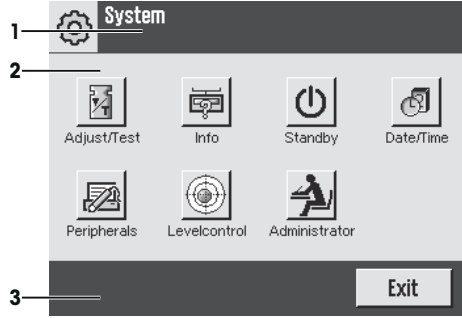 System
1
2
Adjust/Test Info Standby Date/Time
Peripherals Levelcontrol Administrator
3
Exit